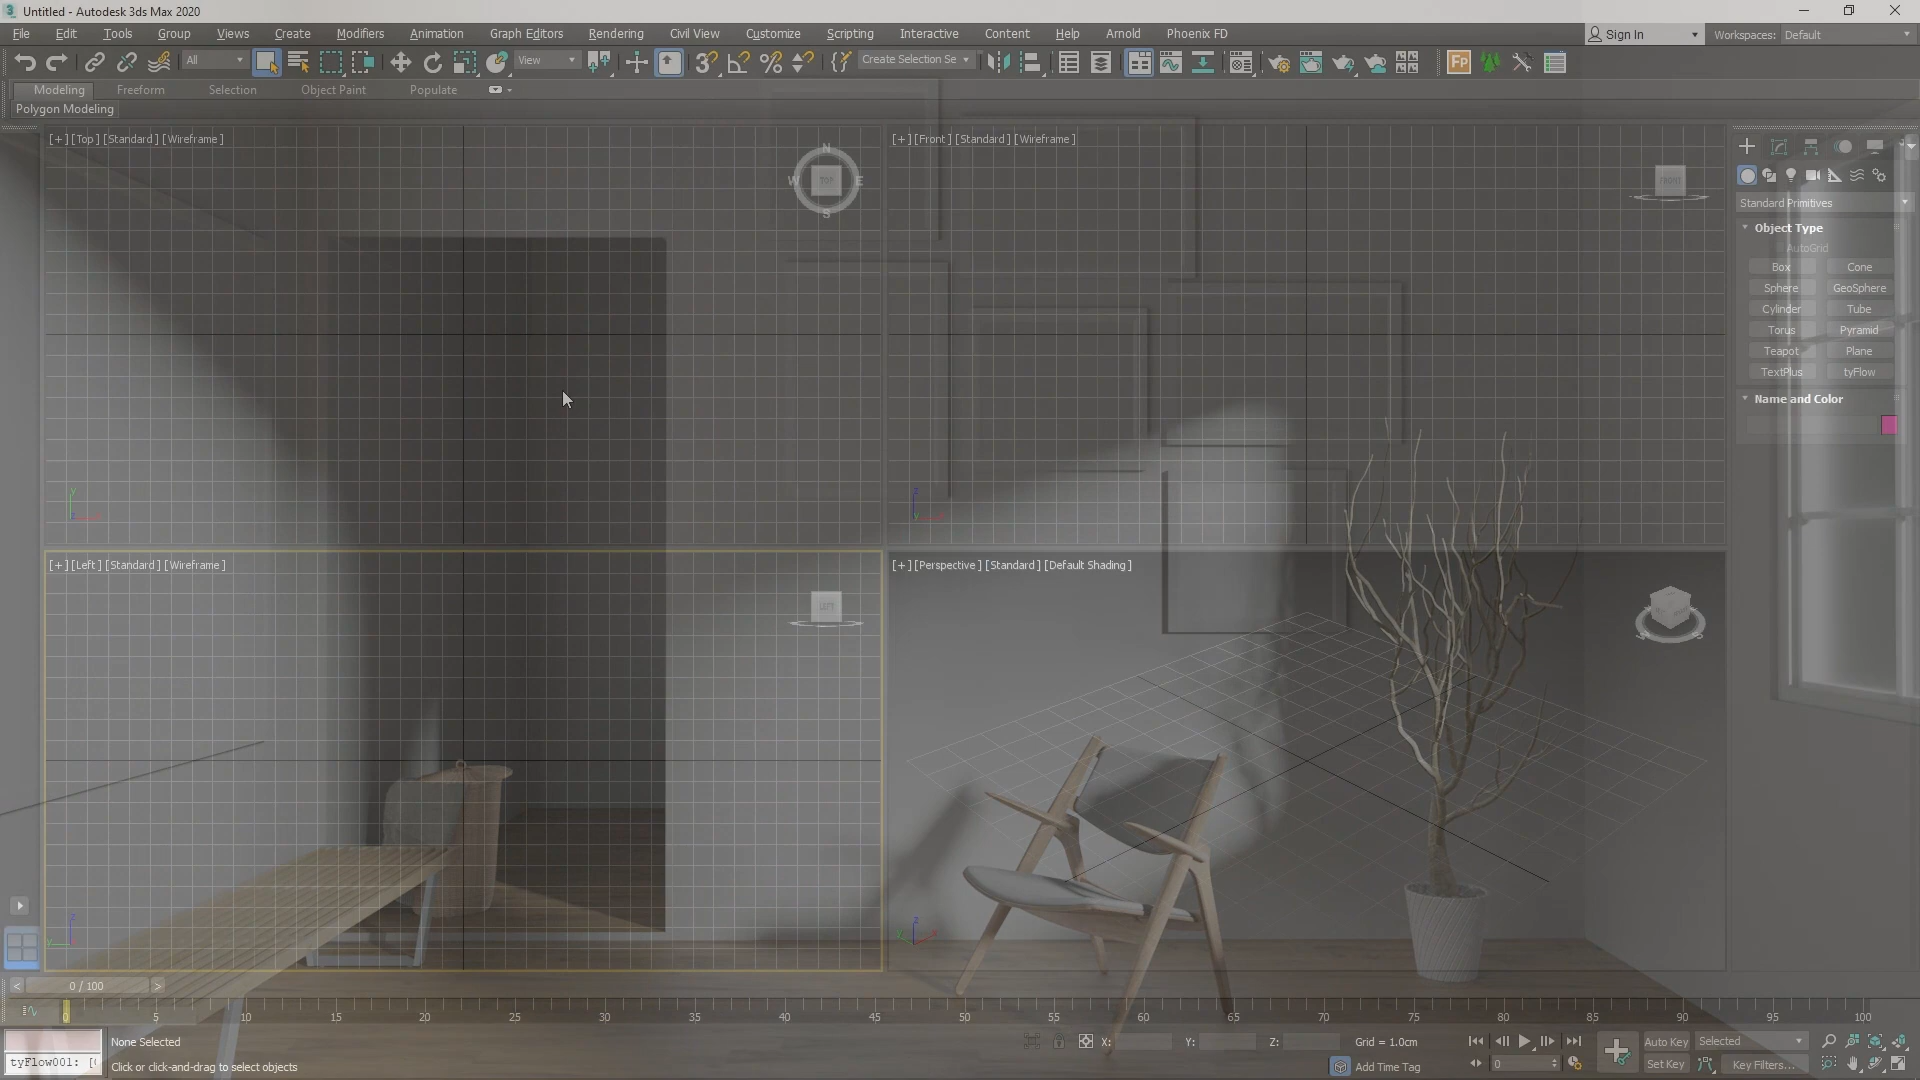 Untitled - Autodesk 3ds Max 2020
File Edit Tools Group Views Create Modifiers Animation Graph Editors Rendering Civil View Customize Scripting Interactive Content Help Arnold Phoenix FD Sign In Workspaces: Default
All View Create Selection Se Fp
Modeling Freeform Selection Object Paint Populate
Polygon Modeling
[+] [Top] [Standard] [Wireframe]
N
W TOP E
S
[+] [Front] [Standard] [Wireframe]
FRONT
Standard Primitives
Object Type
AutoGrid
Box Cone
Sphere GeoSphere
Cylinder Tube
Torus Pyramid
Teapot Plane
TextPlus tyFlow
Name and Color
y
z
[+] [Left] [Standard] [Wireframe]
LEFT
[+] [Perspective] [Standard] [Default Shading]
z
y
z
< 0 / 100 >
0 5 10 15 20 25 30 35 40 45 50 55 60 65 70 75 80 85 90 95 100
None Selected X: Y: Z: Grid = 1.0cm Auto Key Selected
tyFlow001: Click or click-and-drag to select objects Add Time Tag 0 Set Key Key Filters...